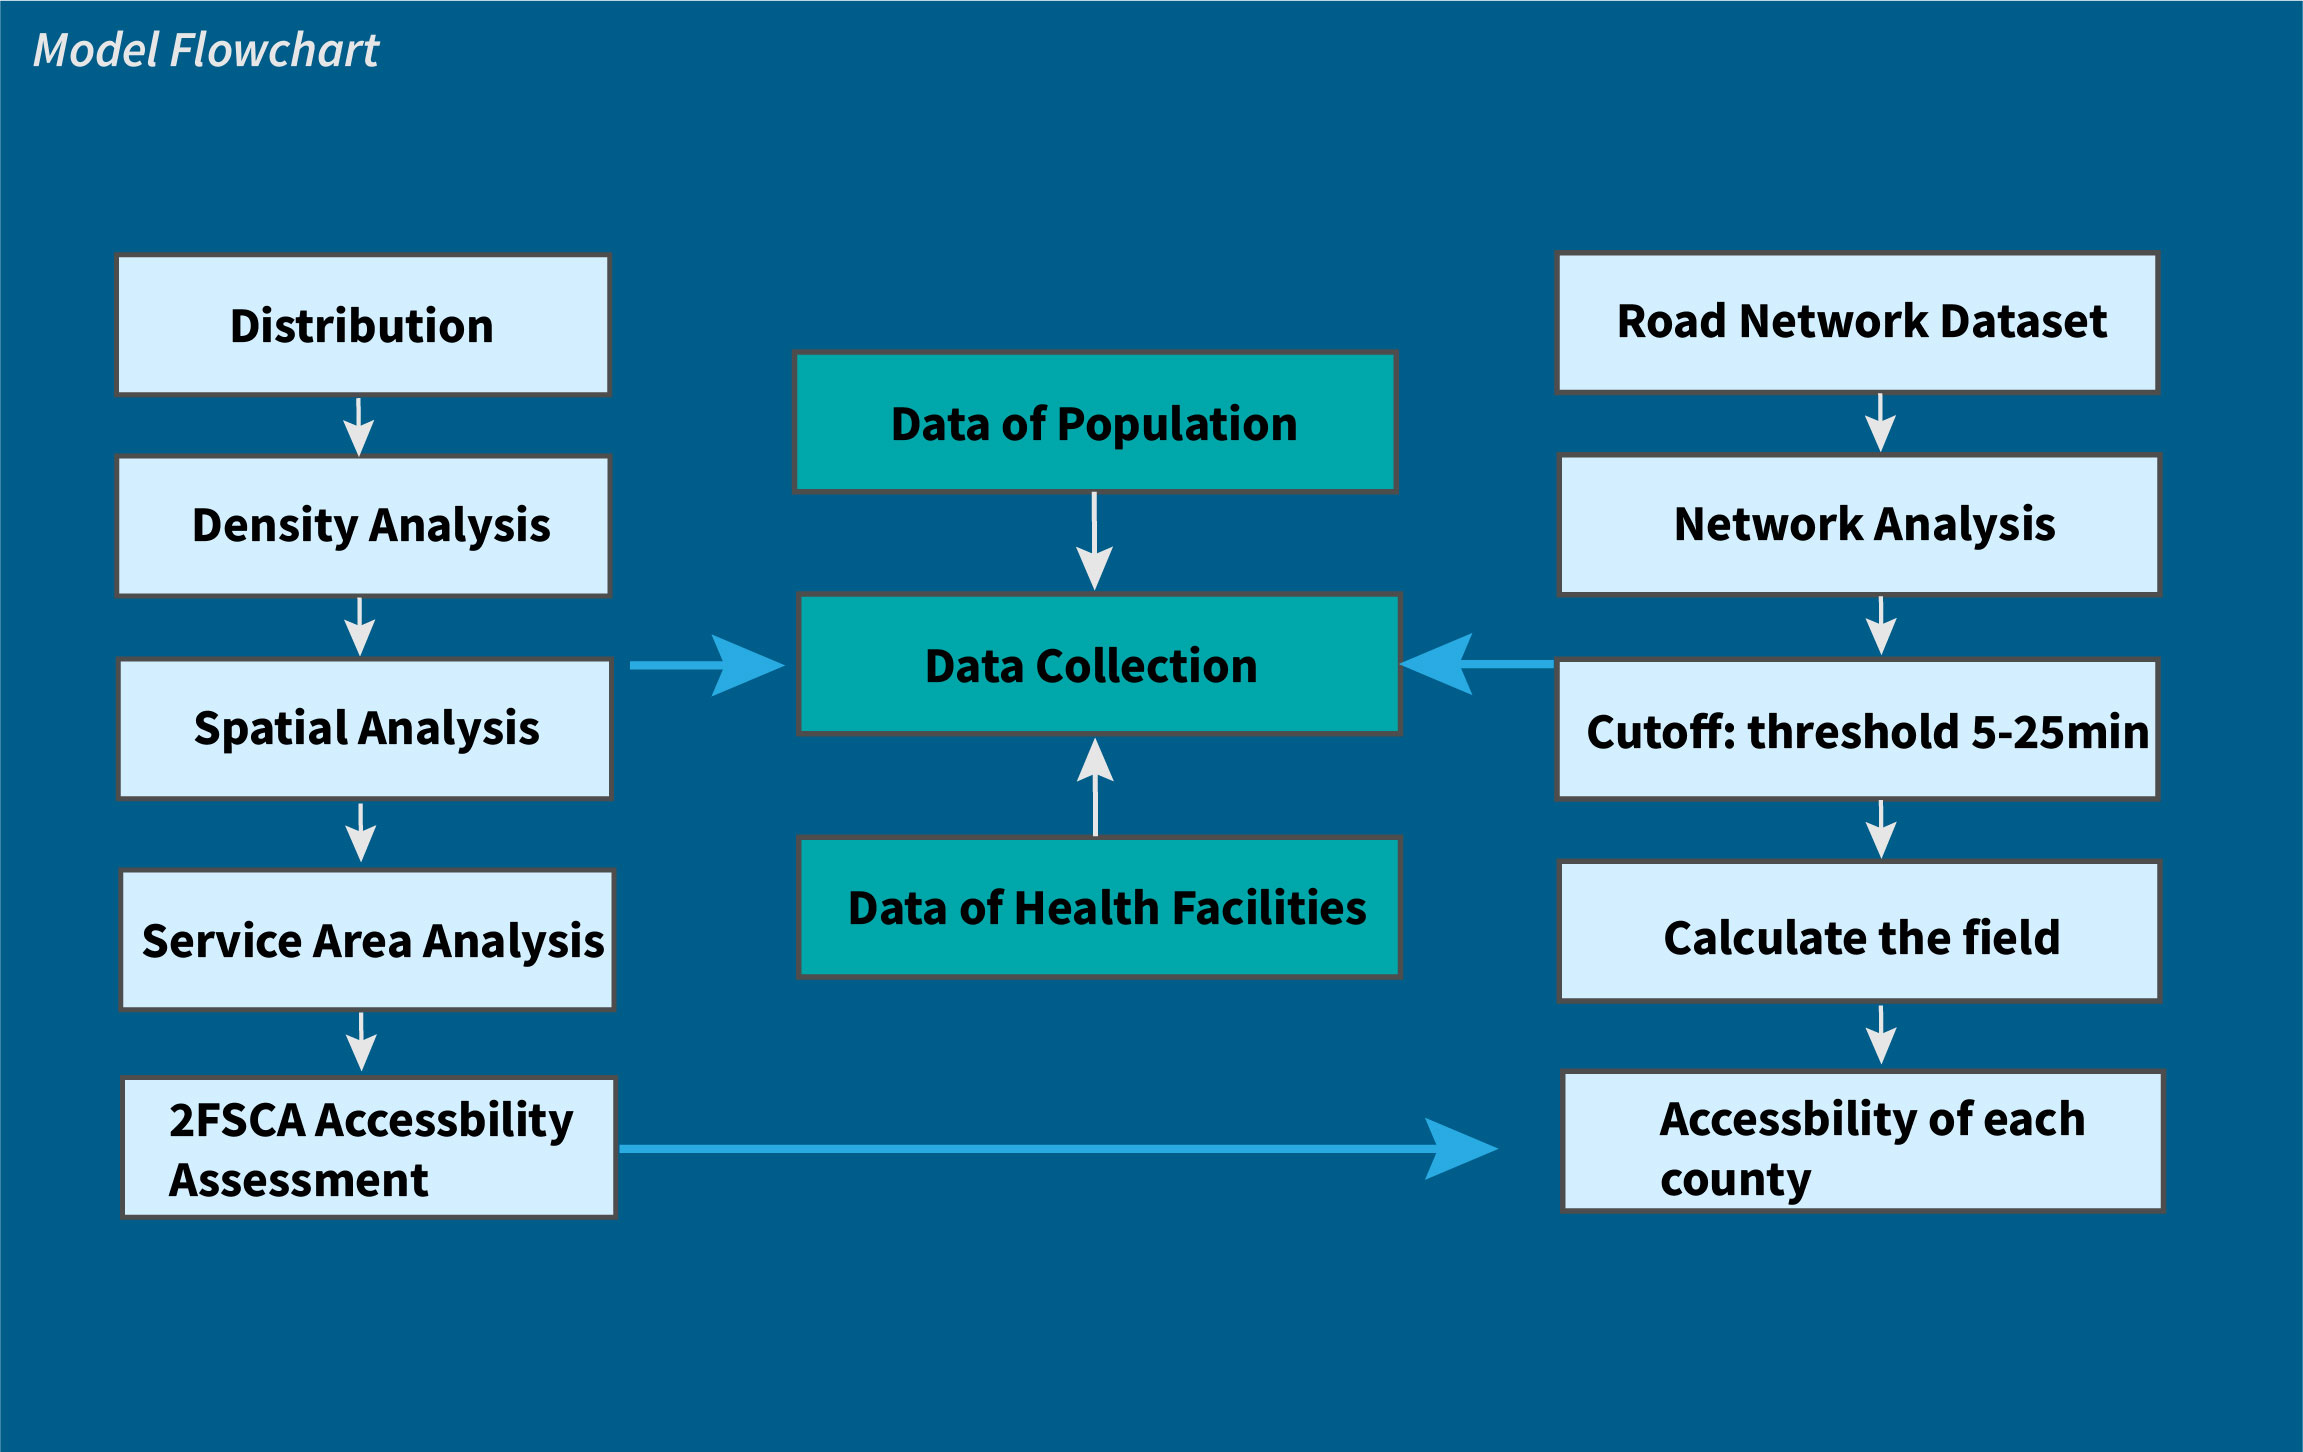 Model Flowchart
Distribution
Density Analysis
Spatial Analysis
Service Area Analysis
2FSCA Accessbility
Assessment
Data of Population
Data Collection
Data of Health Facilities
Road Network Dataset
Network Analysis
Cutoff: threshold 5-25min
Calculate the field
Accessbility of each
county